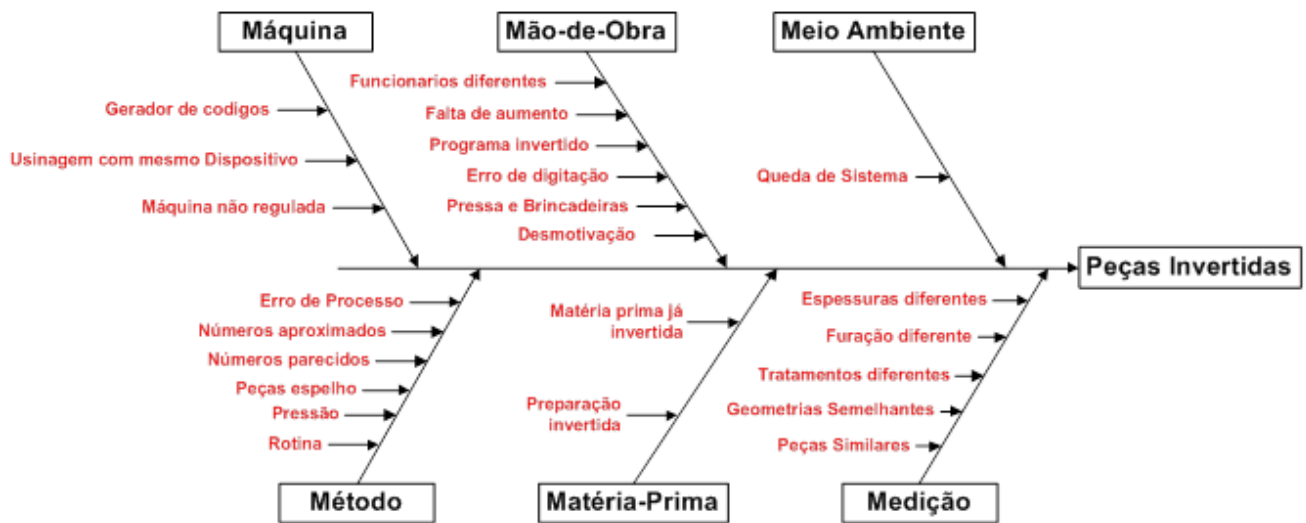 Máquina
Mão-de-Obra
Meio Ambiente
Gerador de codigos
Usinagem com mesmo Dispositivo
Máquina não regulada
Funcionarios diferentes
Falta de aumento
Programa invertido
Erro de digitação
Pressa e Brincadeiras
Desmotivação
Queda de Sistema
Peças Invertidas
Erro de Processo
Números aproximados
Números parecidos
Peças espelho
Pressão
Rotina
Matéria prima já
invertida
Preparação
invertida
Espessuras diferentes
Furação diferente
Tratamentos diferentes
Geometrias Semelhantes
Peças Similares
Método
Matéria-Prima
Medição